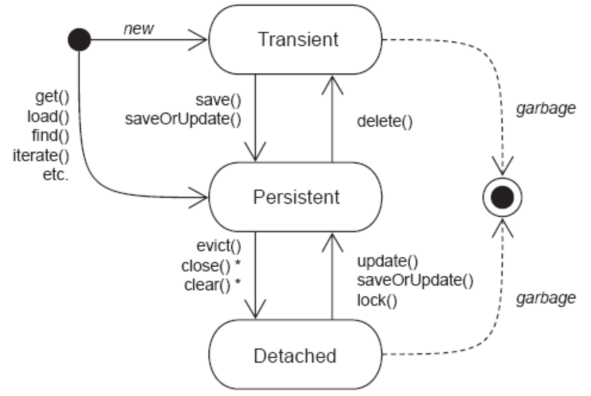 new
Transient
get()
load()
find()
iterate()
etc.
save()
saveOrUpdate()
delete()
garbage
Persistent
evict()
close() *
clear() *
update()
saveOrUpdate()
lock()
garbage
Detached